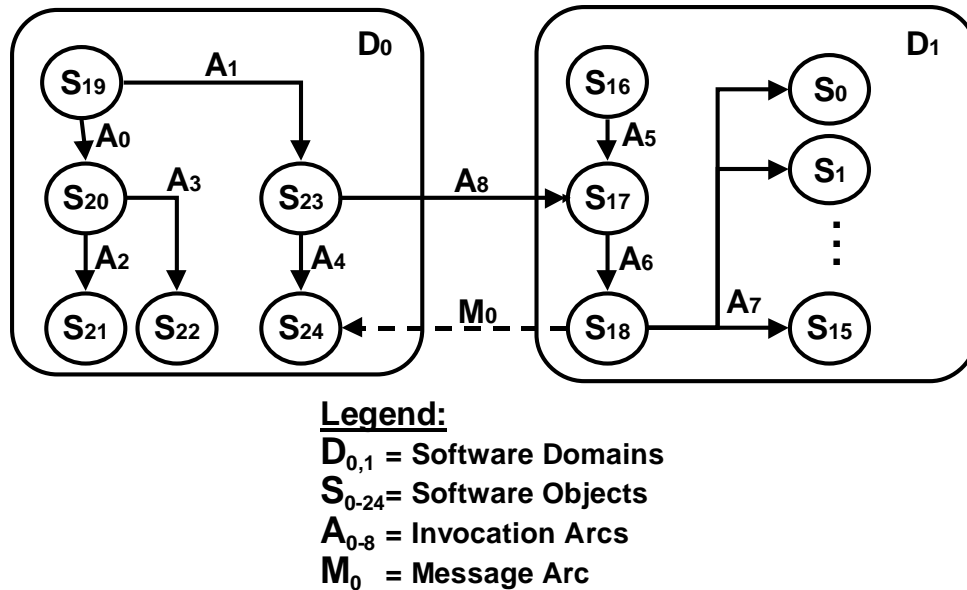 D0
D1
S19
A1
S16
S0
A0
A5
S1
S20
A3
S23
A8
S17
A2
A4
A6
S21
S22
S24
M0
S18
A7
S15
Legend:
D0,1 = Software Domains
S0-24= Software Objects
A0-8 = Invocation Arcs
M0 = Message Arc